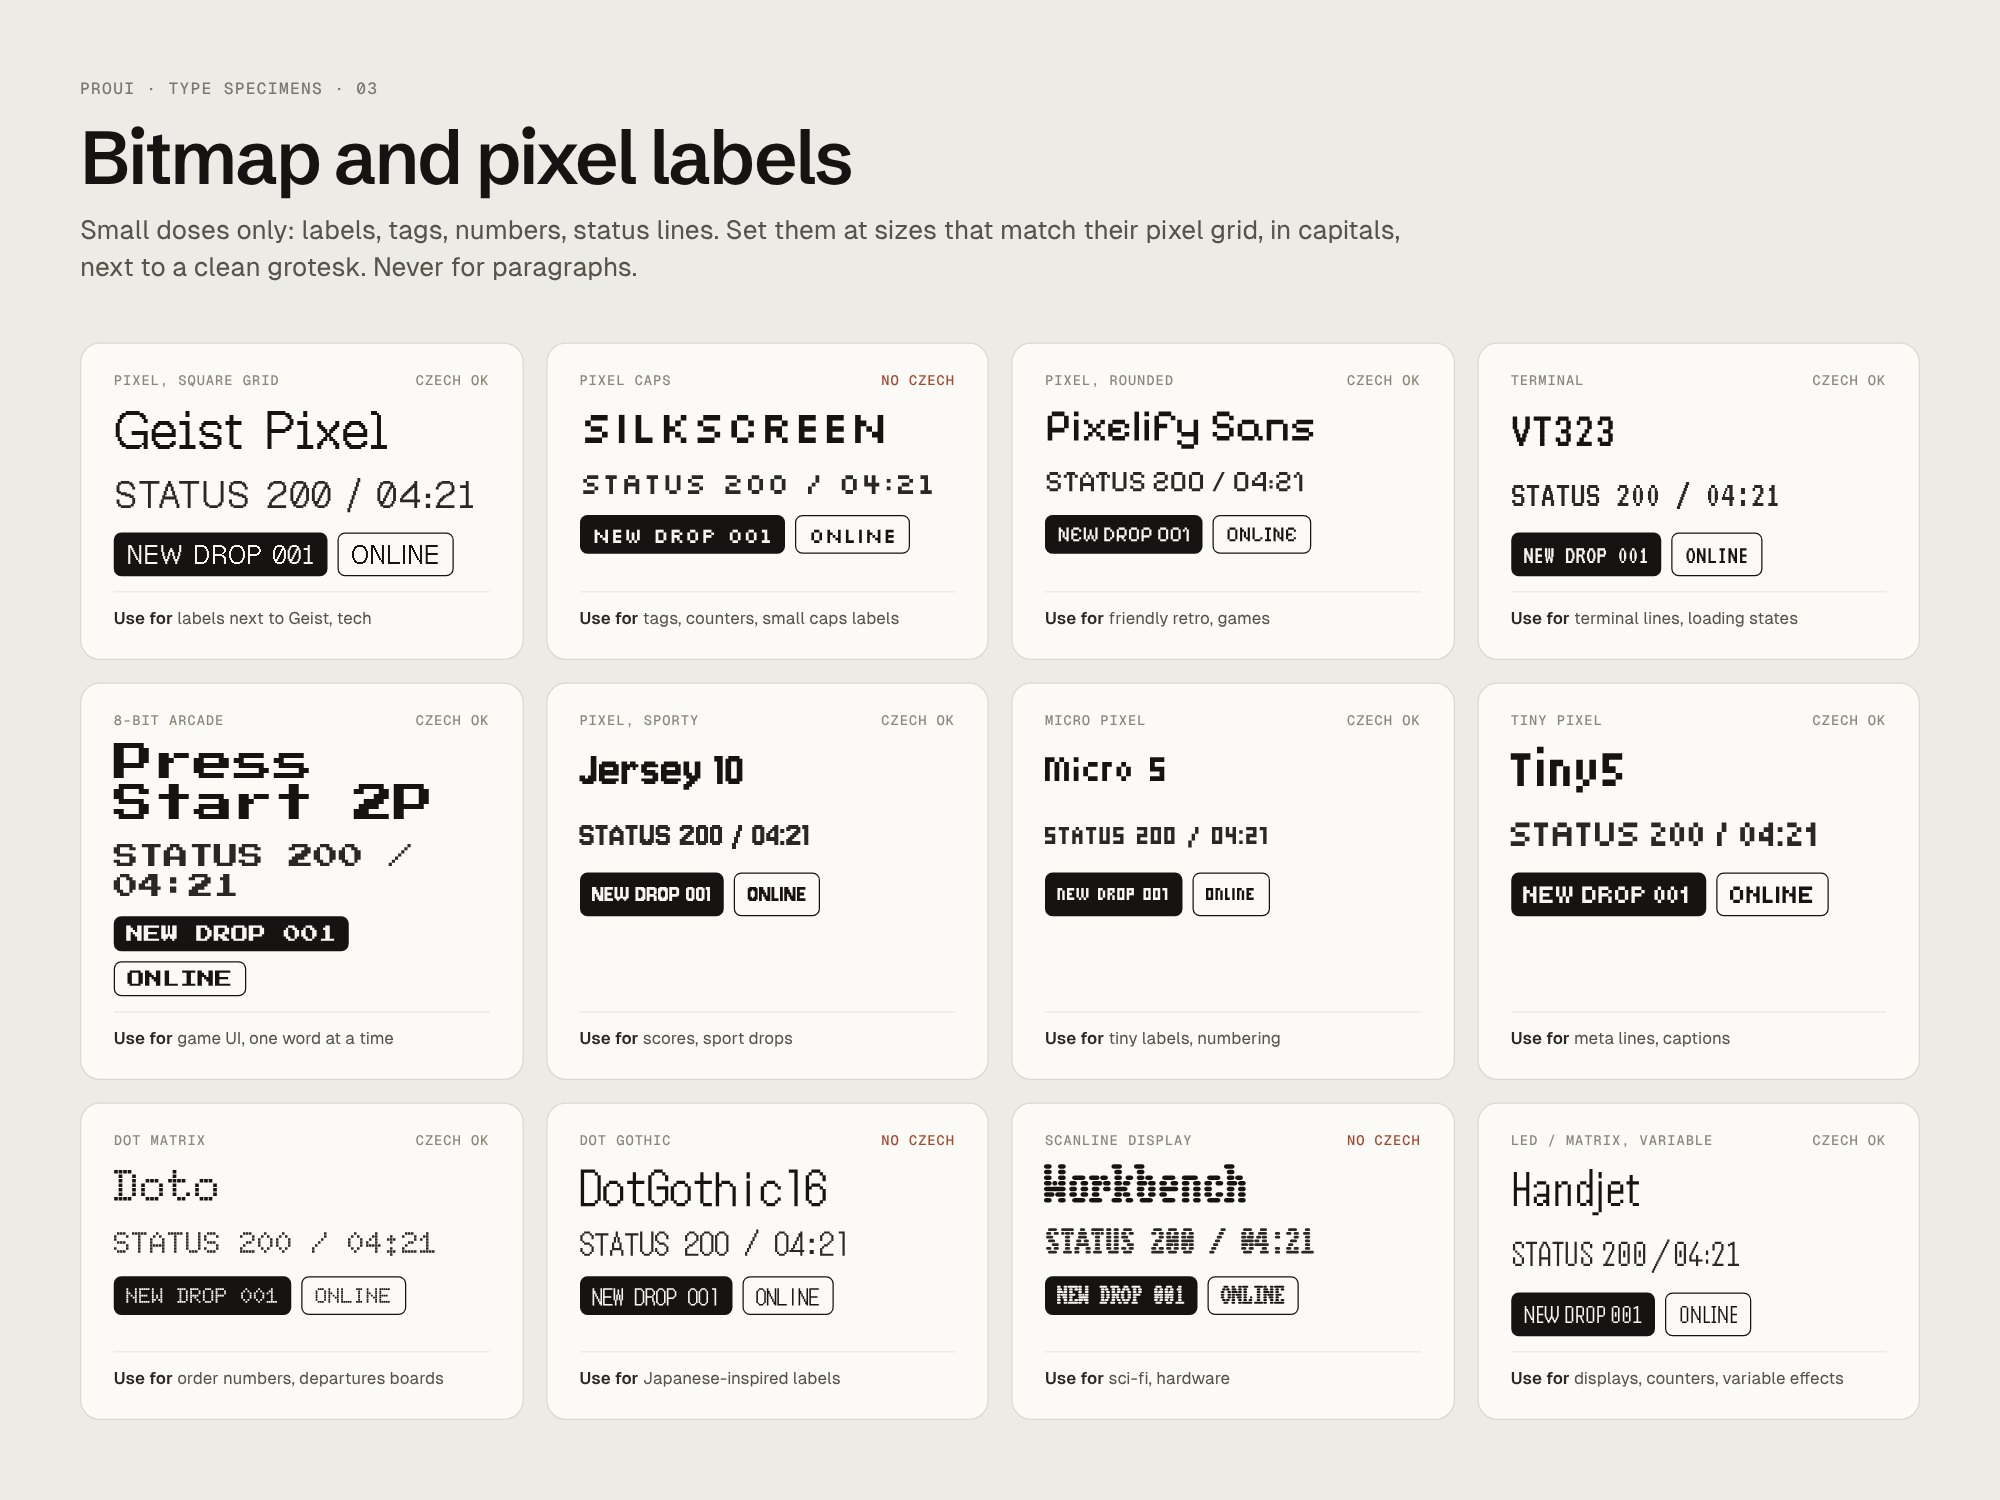 PROUI · TYPE SPECIMENS · 03
Bitmap and pixel labels
Small doses only: labels, tags, numbers, status lines. Set them at sizes that match their pixel grid, in capitals,
next to a clean grotesk. Never for paragraphs.
PIXEL, SQUARE GRID CZECH OK
Geist Pixel
STATUS 200 / 04:21
NEW DROP 001 ONLINE
Use for labels next to Geist, tech
PIXEL CAPS NO CZECH
SILKSCREEN
STATUS 200 / 04:21
NEW DROP 001 ONLINE
Use for tags, counters, small caps labels
PIXEL, ROUNDED CZECH OK
Pixelify Sans
STATUS 200 / 04:21
NEW DROP 001 ONLINE
Use for friendly retro, games
TERMINAL CZECH OK
VT323
STATUS 200 / 04:21
NEW DROP 001 ONLINE
Use for terminal lines, loading states
8-BIT ARCADE CZECH OK
Press
Start 2P
STATUS 200 /
04:21
NEW DROP 001
ONLINE
Use for game UI, one word at a time
PIXEL, SPORTY CZECH OK
Jersey 10
STATUS 200 / 04:21
NEW DROP 001 ONLINE
Use for scores, sport drops
MICRO PIXEL CZECH OK
Micro 5
STATUS 200 / 04:21
NEW DROP 001 ONLINE
Use for tiny labels, numbering
TINY PIXEL CZECH OK
Tiny5
STATUS 200 / 04:21
NEW DROP 001 ONLINE
Use for meta lines, captions
DOT MATRIX CZECH OK
Doto
STATUS 200 / 04:21
NEW DROP 001 ONLINE
Use for order numbers, departures boards
DOT GOTHIC NO CZECH
DotGothic16
STATUS 200 / 04:21
NEW DROP 001 ONLINE
Use for Japanese-inspired labels
SCANLINE DISPLAY NO CZECH
Workbench
STATUS 200 / 04:21
NEW DROP 001 ONLINE
Use for sci-fi, hardware
LED / MATRIX, VARIABLE CZECH OK
Handjet
STATUS 200 / 04:21
NEW DROP 001 ONLINE
Use for displays, counters, variable effects